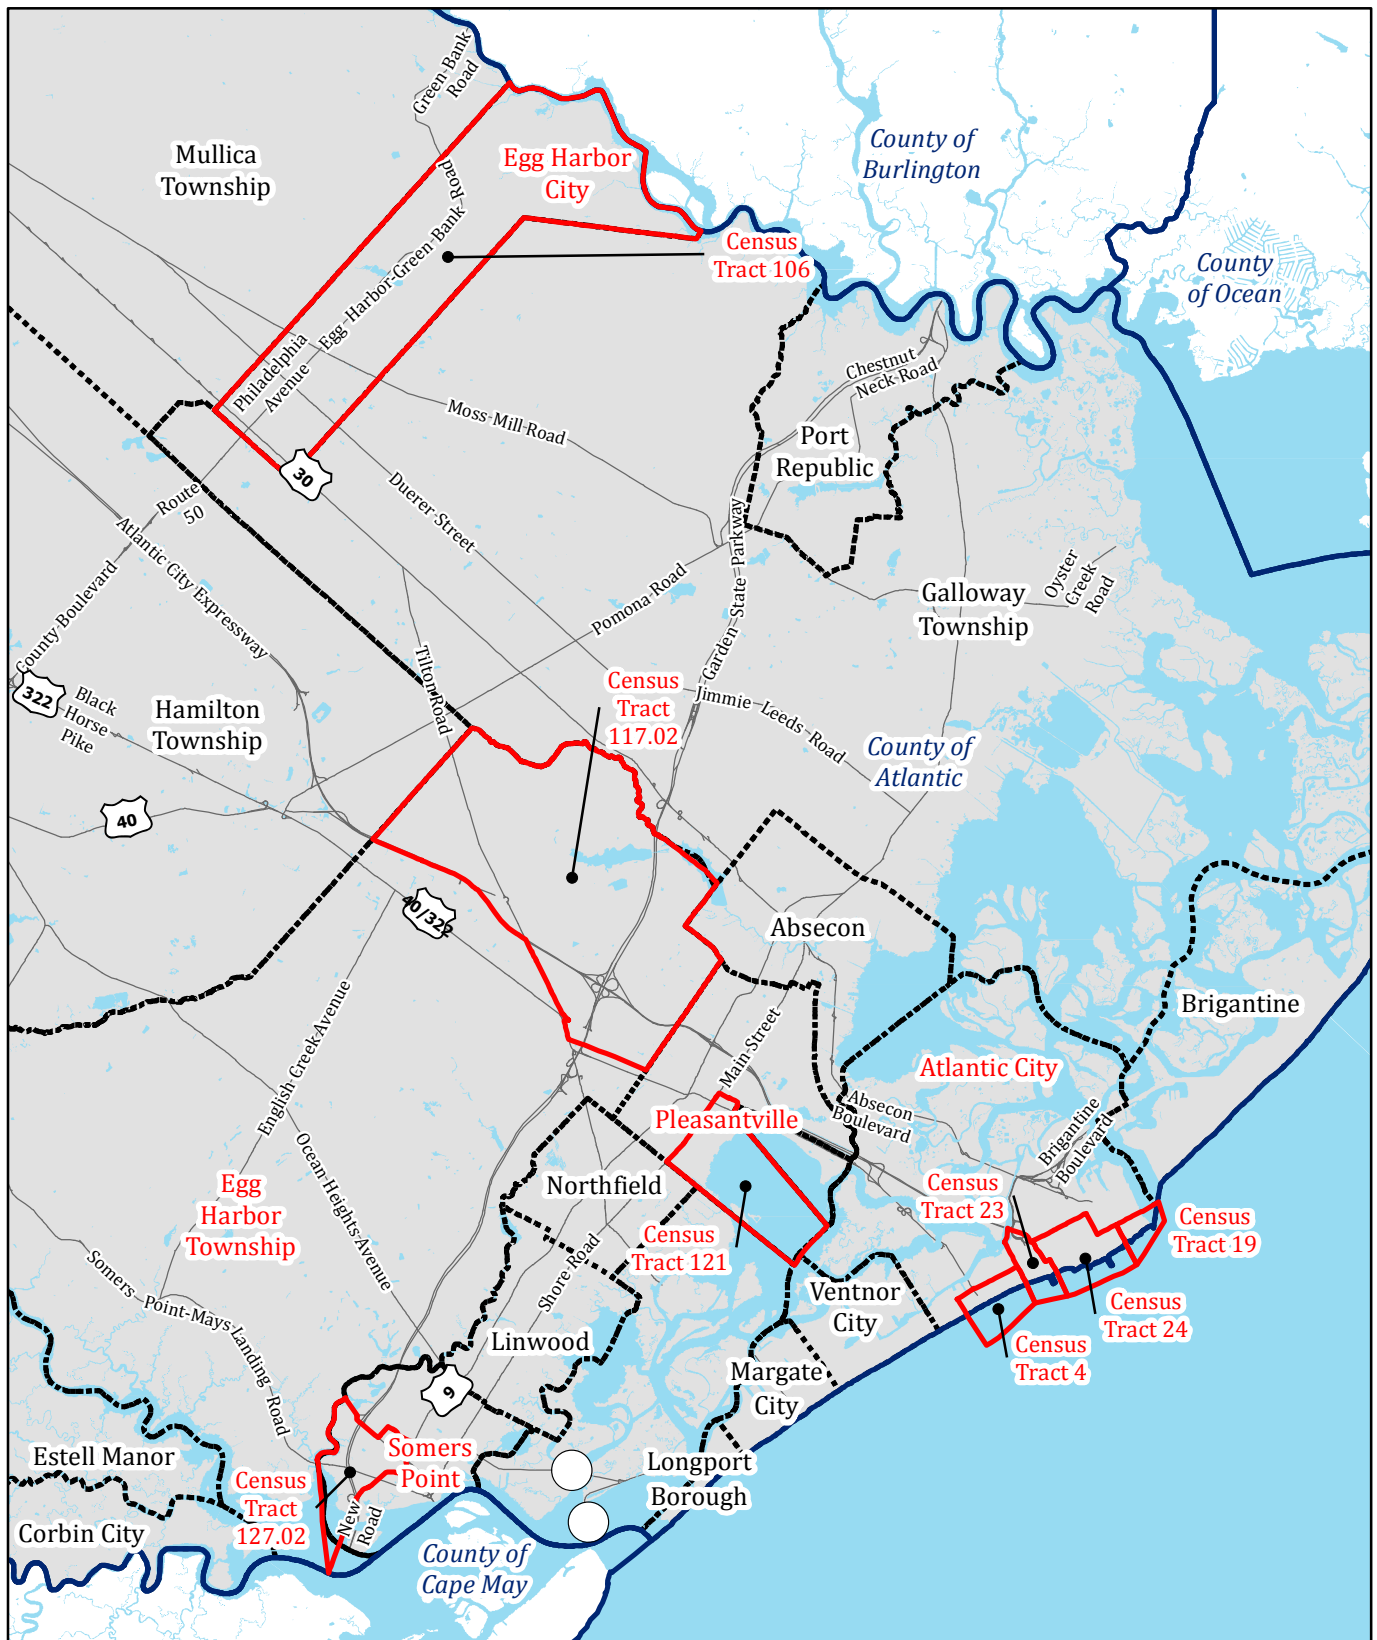 Green Bank
Road
Mullica
Township
Egg Harbor
City
County of
Burlington
Road
Egg Harbor-Green Bank
Census
Tract 106
County
of Ocean
Philadelphia
Avenue
Chestnut
Neck Road
Moss Mill Road
Port
Republic
30
Route
50
Duerer Street
Atlantic City Expressway
Garden State Parkway
Pomona Road
Oyster
Creek
Road
Galloway
Township
County Boulevard
322
Black
Horse
Pike
Hamilton
Township
Tilton Road
Census
Tract
117.02
Jimmie Leeds Road
County of
Atlantic
40
40/322
Absecon
Brigantine
English Creek Avenue
Main Street
Atlantic City
Absecon
Boulevard
Brigantine
Boulevard
Pleasantville
Ocean Heights Avenue
Northfield
Egg
Harbor
Township
Census
Tract 23
Census
Tract 19
Census
Tract 121
Shore Road
Somers Point-Mays Landing Road
Ventnor
City
Census
Tract 24
Linwood
Census
Tract 4
Margate
City
9
Somers
Point
Estell Manor
Census
Tract
127.02
Longport
Borough
New
Road
Corbin City
County of
Cape May